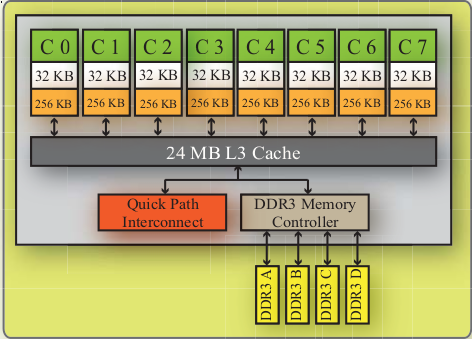 C 0 C 1 C 2 C 3 C 4 C 5 C 6 C 7
32 KB 32 KB 32 KB 32 KB 32 KB 32 KB 32 KB 32 KB
256 KB 256 KB 256 KB 256 KB 256 KB 256 KB 256 KB 256 KB
24 MB L3 Cache
Quick Path
Interconnect
DDR3 Memory
Controller
DDR3 A
DDR3 B
DDR3 C
DDR3 D